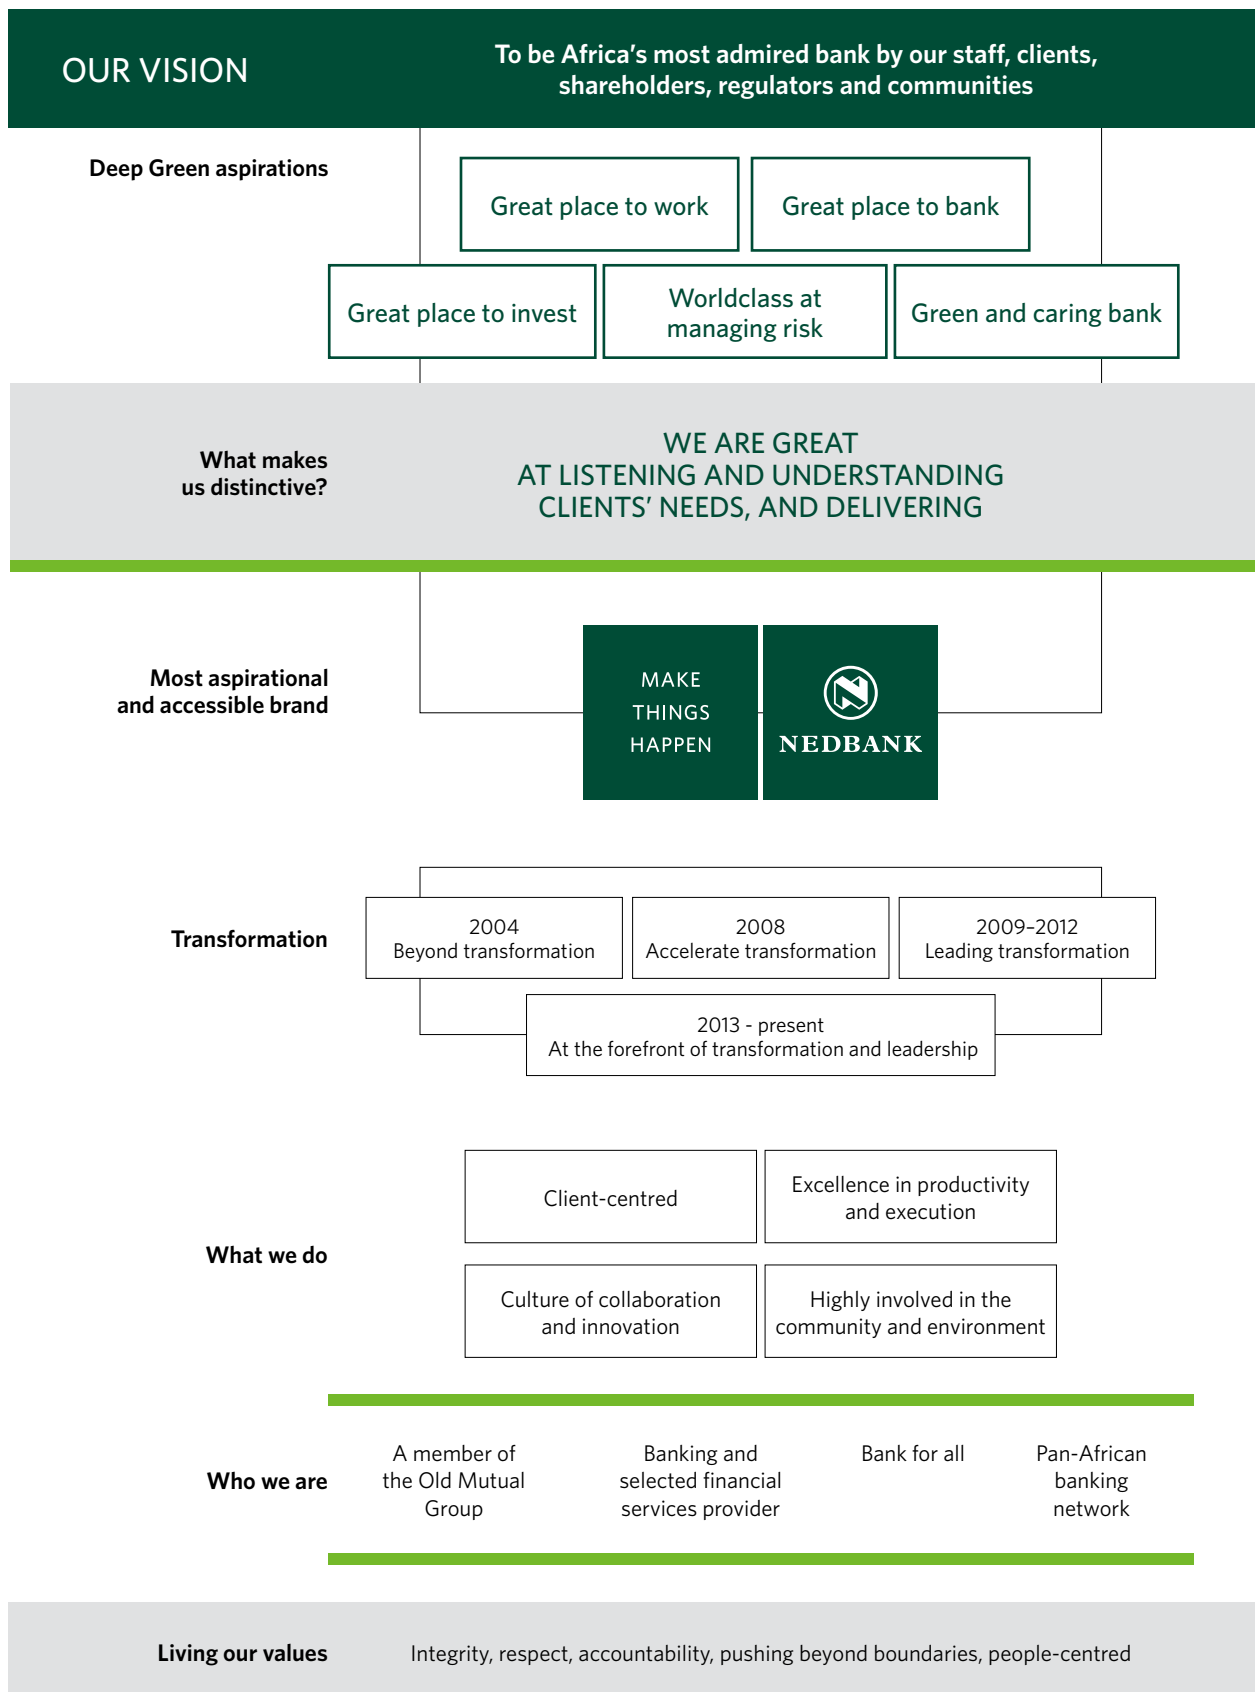 OUR VISION
To be Africa's most admired bank by our staff, clients,
shareholders, regulators and communities
Deep Green aspirations
Great place to work
Great place to bank
Great place to invest
Worldclass at
managing risk
Green and caring bank
What makes
us distinctive?
WE ARE GREAT
AT LISTENING AND UNDERSTANDING
CLIENTS' NEEDS, AND DELIVERING
Most aspirational
and accessible brand
MAKE
THINGS
HAPPEN
NEDBANK
Transformation
2004
Beyond transformation
2008
Accelerate transformation
2009–2012
Leading transformation
2013 - present
At the forefront of transformation and leadership
What we do
Client-centred
Excellence in productivity
and execution
Culture of collaboration
and innovation
Highly involved in the
community and environment
Who we are
A member of
the Old Mutual
Group
Banking and
selected financial
services provider
Bank for all
Pan-African
banking
network
Living our values
Integrity, respect, accountability, pushing beyond boundaries, people-centred